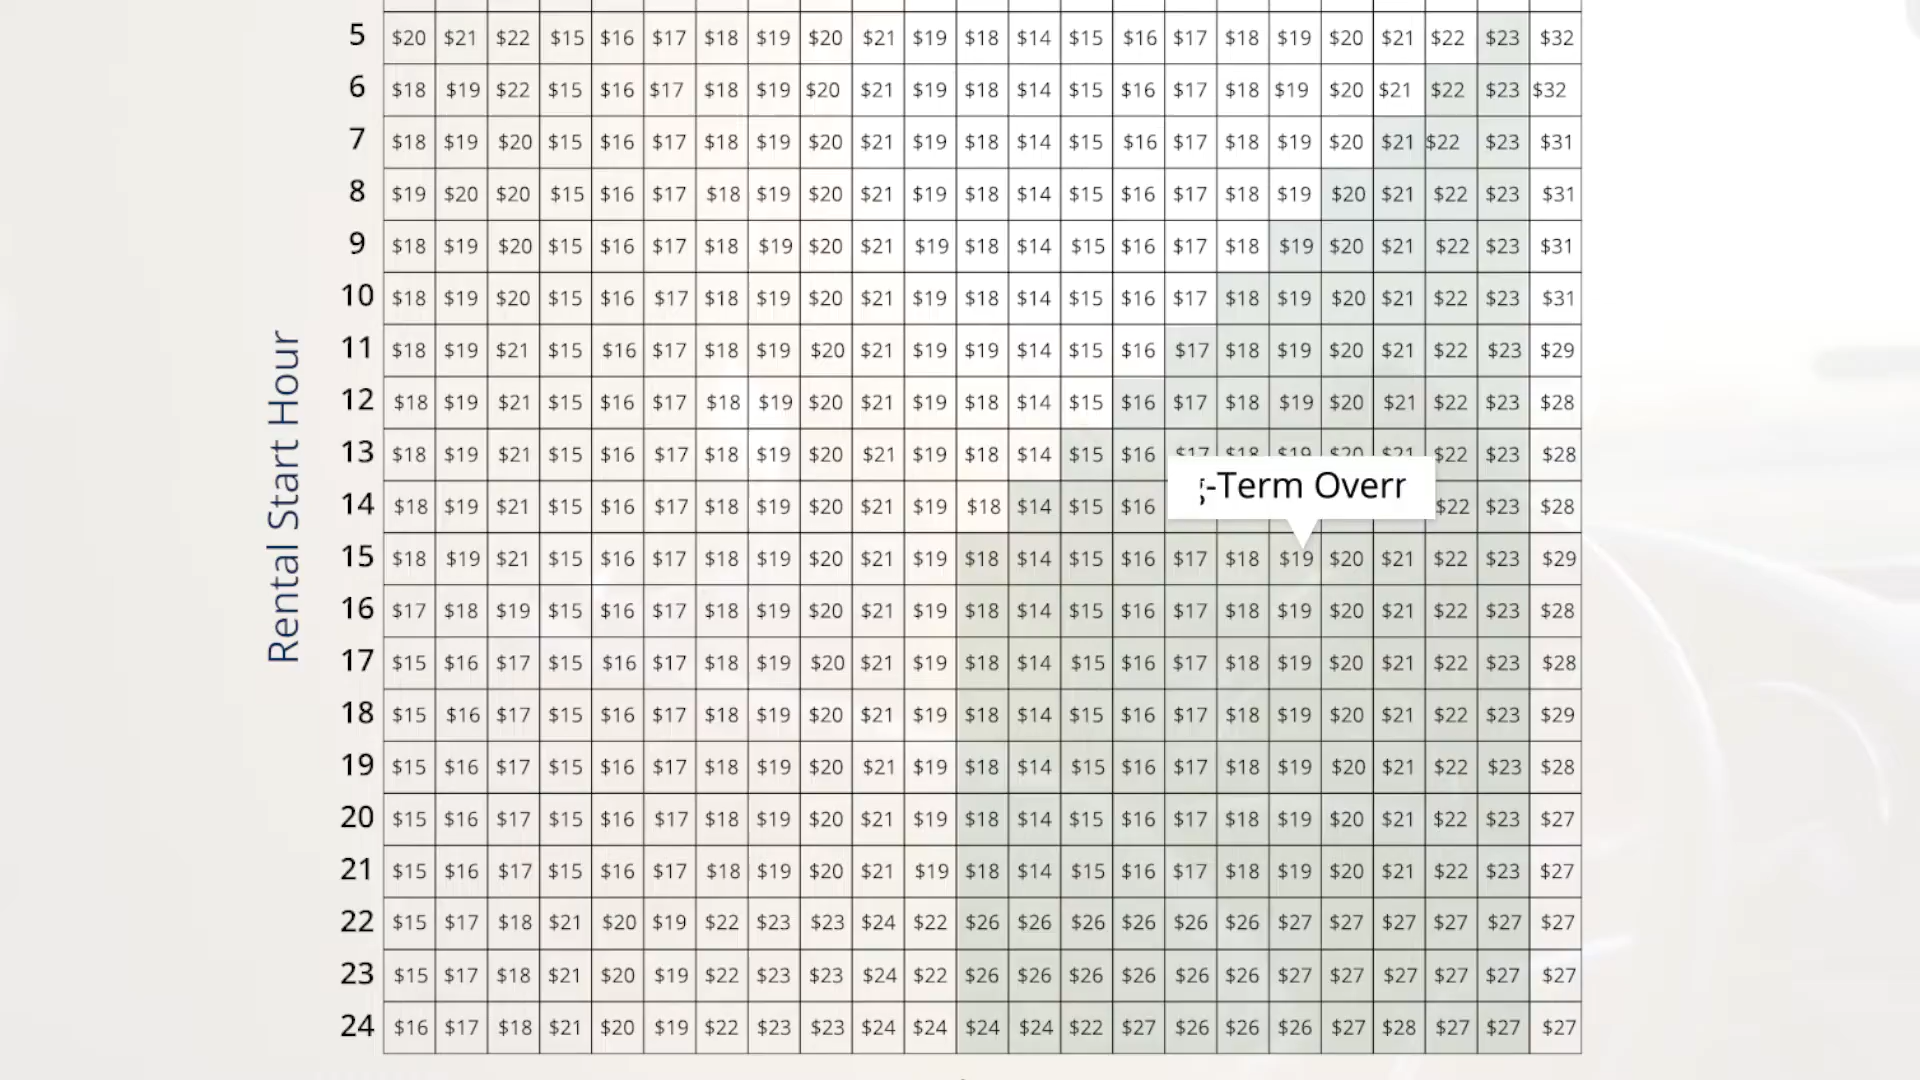 5 $20 $21 $22 $15 $16 $17 $18 $19 $20 $21 $19 $18 $14 $15 $16 $17 $18 $19 $20 $21 $22 $23 $32
6 $18 $19 $22 $15 $16 $17 $18 $19 $20 $21 $19 $18 $14 $15 $16 $17 $18 $19 $20 $21 $22 $23 $32
7 $18 $19 $20 $15 $16 $17 $18 $19 $20 $21 $19 $18 $14 $15 $16 $17 $18 $19 $20 $21 $22 $23 $31
8 $19 $20 $20 $15 $16 $17 $18 $19 $20 $21 $19 $18 $14 $15 $16 $17 $18 $19 $20 $21 $22 $23 $31
9 $18 $19 $20 $15 $16 $17 $18 $19 $20 $21 $19 $18 $14 $15 $16 $17 $18 $19 $20 $21 $22 $23 $31
10 $18 $19 $20 $15 $16 $17 $18 $19 $20 $21 $19 $18 $14 $15 $16 $17 $18 $19 $20 $21 $22 $23 $31
11 $18 $19 $21 $15 $16 $17 $18 $19 $20 $21 $19 $19 $14 $15 $16 $17 $18 $19 $20 $21 $22 $23 $29
12 $18 $19 $21 $15 $16 $17 $18 $19 $20 $21 $19 $18 $14 $15 $16 $17 $18 $19 $20 $21 $22 $23 $28
13 $18 $19 $21 $15 $16 $17 $18 $19 $20 $21 $19 $18 $14 $15 $16 $17 $18 $19 $20 $21 $22 $23 $28
-Term Overr
14 $18 $19 $21 $15 $16 $17 $18 $19 $20 $21 $19 $18 $14 $15 $16 $22 $23 $28
15 $18 $19 $21 $15 $16 $17 $18 $19 $20 $21 $19 $18 $14 $15 $16 $17 $18 $19 $20 $21 $22 $23 $29
16 $17 $18 $19 $15 $16 $17 $18 $19 $20 $21 $19 $18 $14 $15 $16 $17 $18 $19 $20 $21 $22 $23 $28
17 $15 $16 $17 $15 $16 $17 $18 $19 $20 $21 $19 $18 $14 $15 $16 $17 $18 $19 $20 $21 $22 $23 $28
18 $15 $16 $17 $15 $16 $17 $18 $19 $20 $21 $19 $18 $14 $15 $16 $17 $18 $19 $20 $21 $22 $23 $29
19 $15 $16 $17 $15 $16 $17 $18 $19 $20 $21 $19 $18 $14 $15 $16 $17 $18 $19 $20 $21 $22 $23 $28
20 $15 $16 $17 $15 $16 $17 $18 $19 $20 $21 $19 $18 $14 $15 $16 $17 $18 $19 $20 $21 $22 $23 $27
21 $15 $16 $17 $15 $16 $17 $18 $19 $20 $21 $19 $18 $14 $15 $16 $17 $18 $19 $20 $21 $22 $23 $27
22 $15 $17 $18 $21 $20 $19 $22 $23 $23 $24 $22 $26 $26 $26 $26 $26 $26 $27 $27 $27 $27 $27 $27
23 $15 $17 $18 $21 $20 $19 $22 $23 $23 $24 $22 $26 $26 $26 $26 $26 $26 $27 $27 $27 $27 $27 $27
24 $16 $17 $18 $21 $20 $19 $22 $23 $23 $24 $24 $24 $24 $22 $27 $26 $26 $26 $27 $28 $27 $27 $27
Rental Start Hour